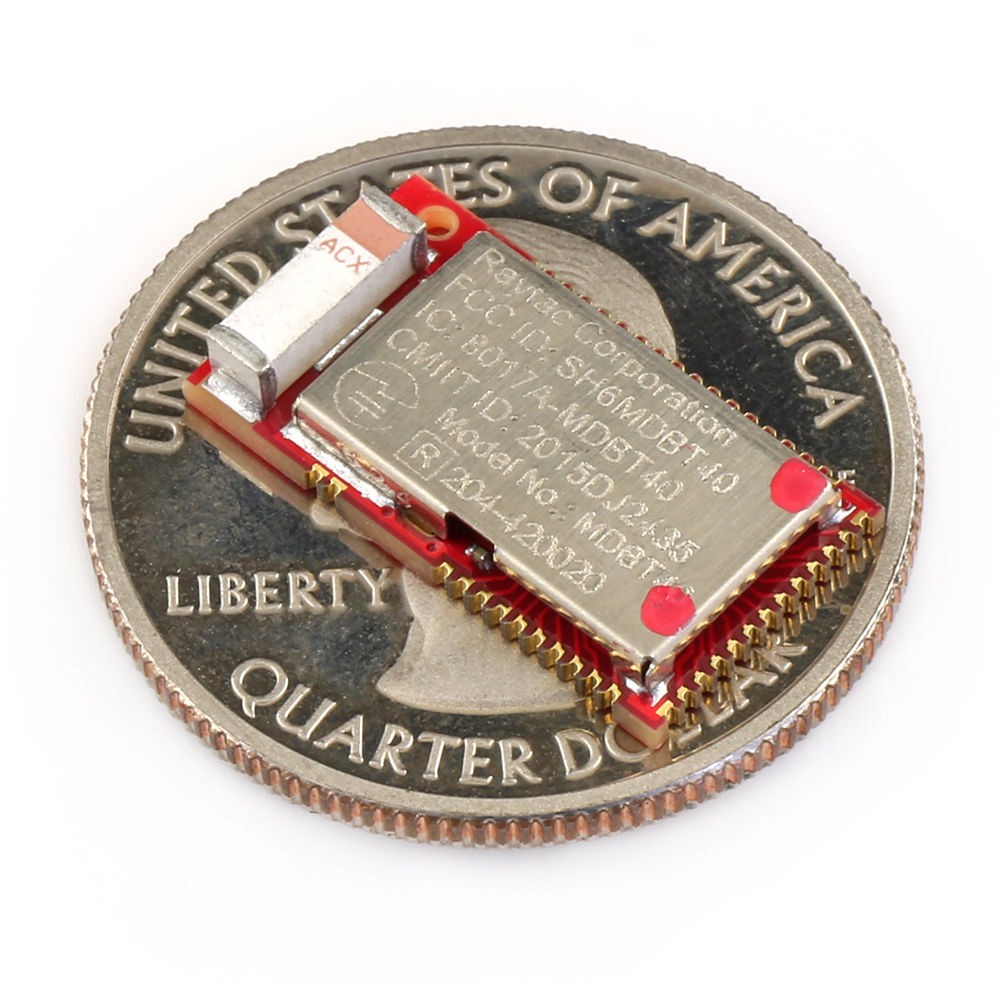 UNITED STATES OF AMERICA
ACX
Raytac Corporation
FCC ID: SH6MDBT40
IC: 8017A-MDBT40
CMIIT ID: 2015DJ2435
Model No.: MDBT40
R 204-420020
LIBERTY
QUARTER DOLLAR